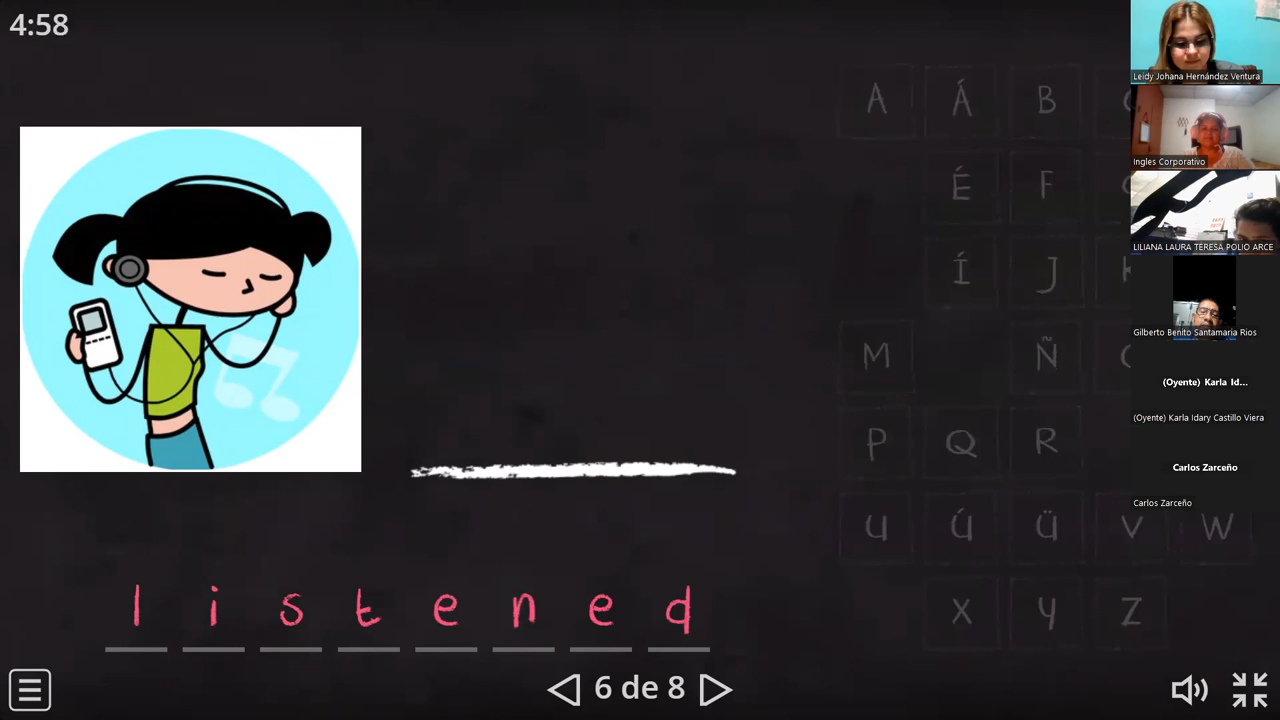 4:58
A Á B
É F
Í J
M Ñ
P Q R
U Ú Ü V W
X Y Z
listened
6 de 8
Leidy Johana Hernández Ventura
Ingles Corporativo
LILIANA LAURA TERESA POLIO ARCE
Gilberto Benito Santamaria Rios
(Oyente) Karla Id...
(Oyente) Karla Idary Castillo Viera
Carlos Zarceño
Carlos Zarceño